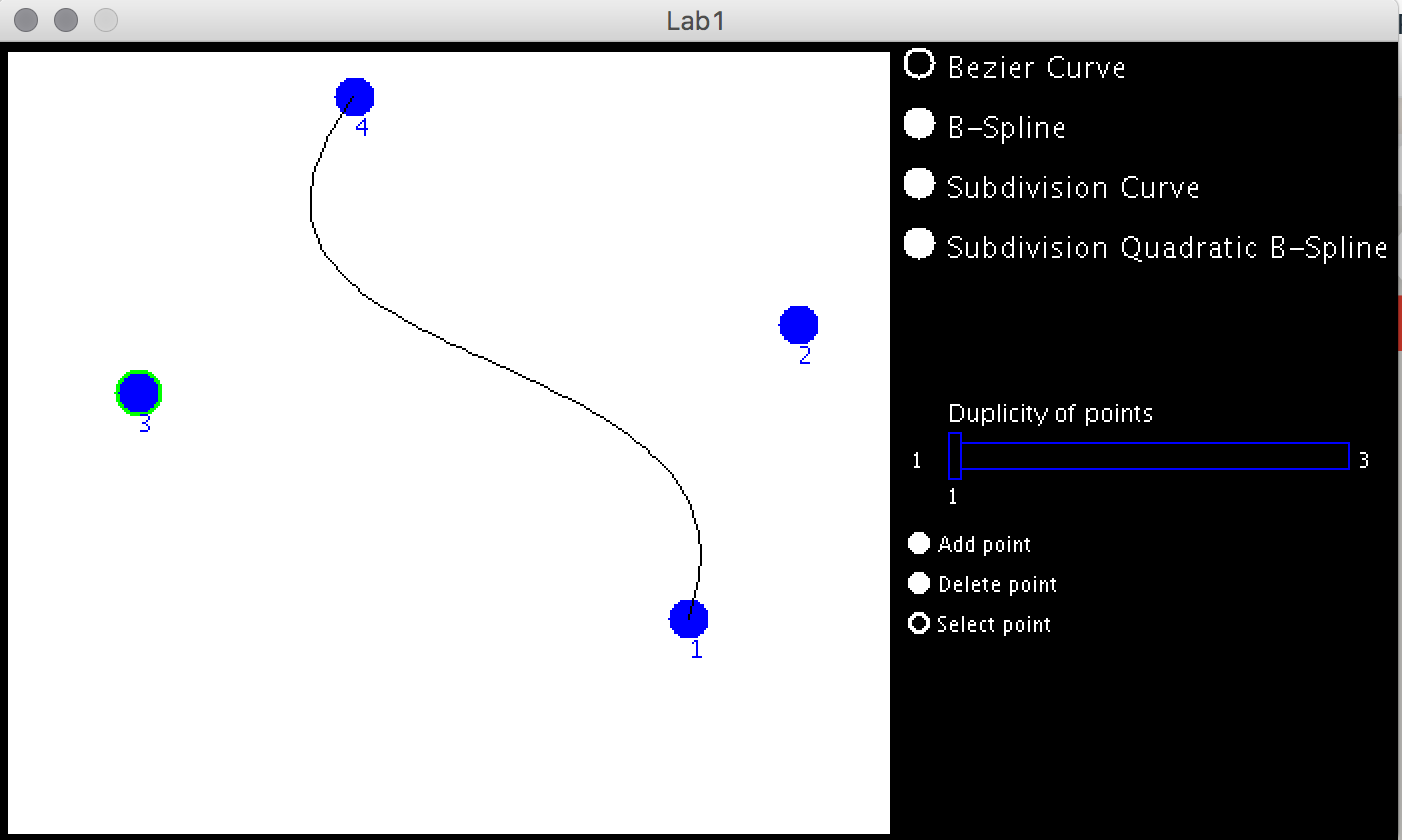 Lab1
4
2
3
1
Bezier Curve
B-Spline
Subdivision Curve
Subdivision Quadratic B-Spline
Duplicity of points
1 3
1
Add point
Delete point
Select point